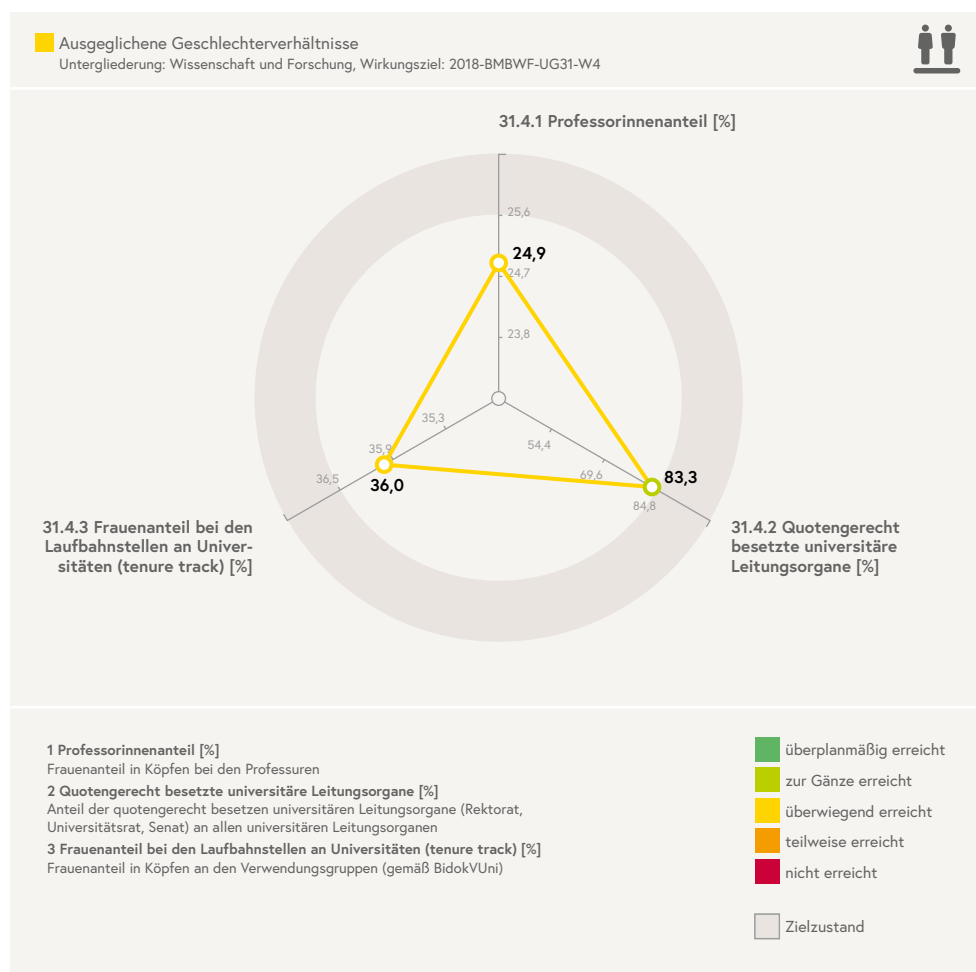 Ausgeglichene Geschlechterverhältnisse
Untergliederung: Wissenschaft und Forschung, Wirkungsziel: 2018-BMBWF-UG31-W4
31.4.1 Professorinnenanteil [%]
25,6
24,9
24,7
23,8
35,3
54,4
35,9
69,6
83,3
36,5
36,0
84,8
31.4.3 Frauenanteil bei den
Laufbahnstellen an Univer-
sitäten (tenure track) [%]
31.4.2 Quotengerecht
besetzte universitäre
Leitungsorgane [%]
1 Professorinnenanteil [%]
Frauenanteil in Köpfen bei den Professuren
2 Quotengerecht besetzte universitäre Leitungsorgane [%]
Anteil der quotengerecht besetzen universitären Leitungsorgane (Rektorat,
Universitätsrat, Senat) an allen universitären Leitungsorganen
3 Frauenanteil bei den Laufbahnstellen an Universitäten (tenure track) [%]
Frauenanteil in Köpfen an den Verwendungsgruppen (gemäß BidokVUni)
überplanmäßig erreicht
zur Gänze erreicht
überwiegend erreicht
teilweise erreicht
nicht erreicht
Zielzustand